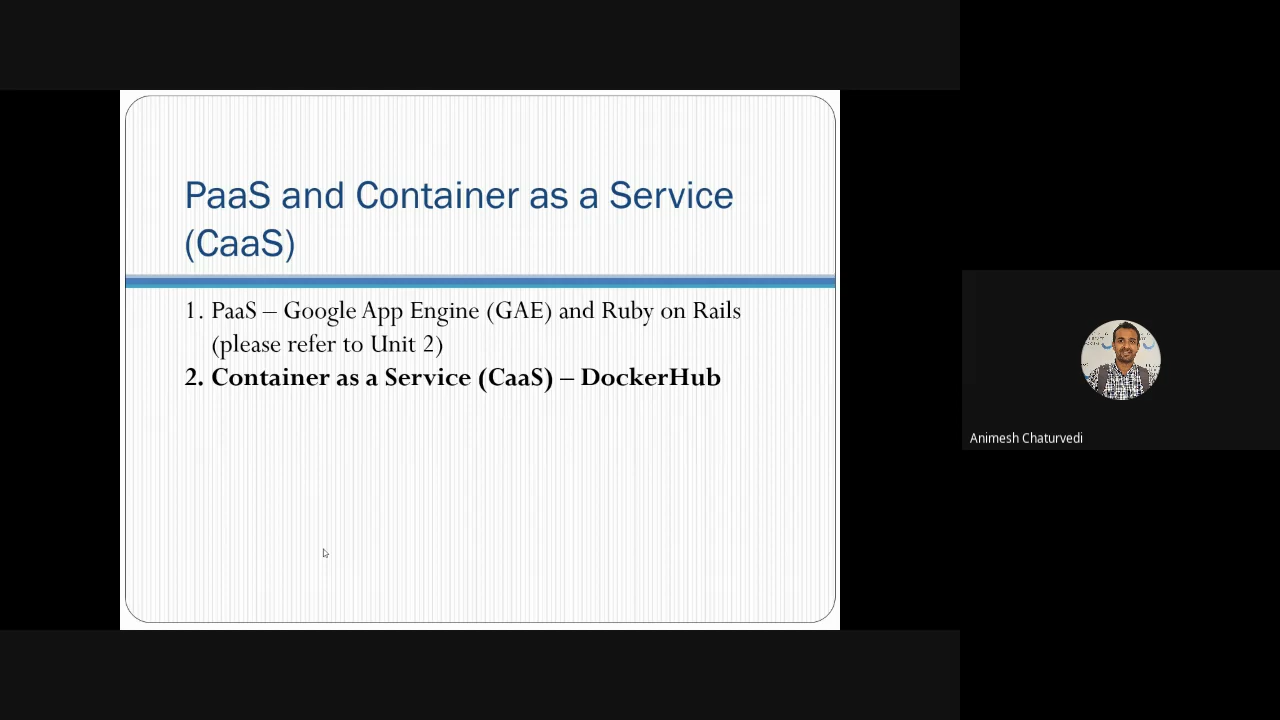 PaaS and Container as a Service
(CaaS)
1. PaaS – Google App Engine (GAE) and Ruby on Rails
(please refer to Unit 2)
2. Container as a Service (CaaS) – DockerHub
Animesh Chaturvedi